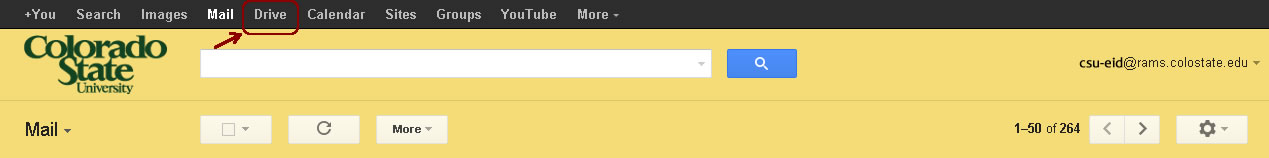 +You Search Images Mail Drive Calendar Sites Groups YouTube More
Colorado
State
University
csu-eid@rams.colostate.edu
Mail More 1–50 of 264